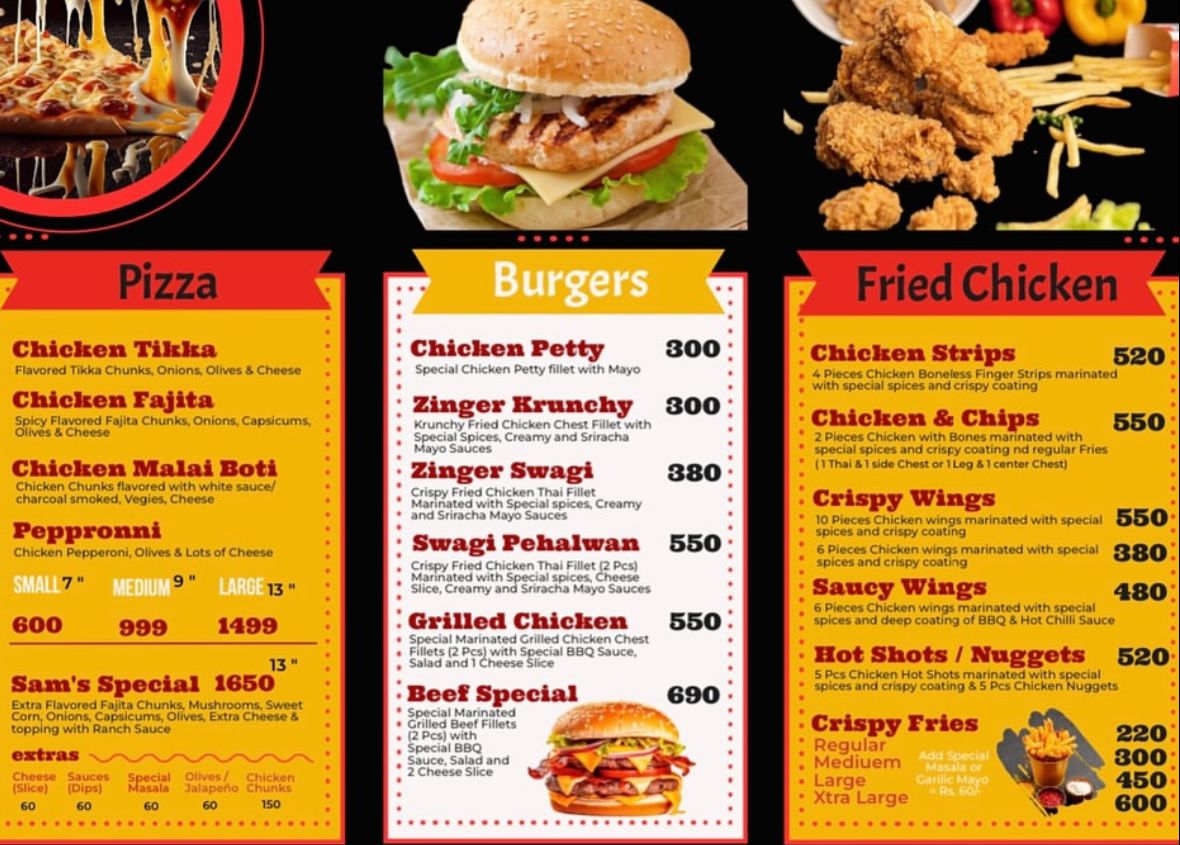 Pizza
Chicken Tikka
Flavored Tikka Chunks, Onions, Olives & Cheese
Chicken Fajita
Spicy Flavored Fajita Chunks, Onions, Capsicums,
Olives & Cheese
Chicken Malai Boti
Chicken Chunks flavored with white sauce/
charcoal smoked, Vegies, Cheese
Peppronni
Chicken Pepperoni, Olives & Lots of Cheese
SMALL 7 " MEDIUM 9 " LARGE 13 "
600 999 1499
13 "
Sam's Special 1650
Extra Flavored Fajita Chunks, Mushrooms, Sweet
Corn, Onions, Capsicums, Olives, Extra Cheese &
topping with Ranch Sauce
extras
Cheese Sauces Special Olives / Chicken
(Slice) (Dips) Masala Jalapeño Chunks
60 60 60 60 150
Burgers
Chicken Petty 300
Special Chicken Petty fillet with Mayo
Zinger Krunchy 300
Krunchy Fried Chicken Chest Fillet with
Special Spices, Creamy and Sriracha
Mayo Sauces
Zinger Swagi 380
Crispy Fried Chicken Thai Fillet
Marinated with Special spices, Creamy
and Sriracha Mayo Sauces
Swagi Pehalwan 550
Crispy Fried Chicken Thai Fillet (2 Pcs)
Marinated with Special spices, Cheese
Slice, Creamy and Sriracha Mayo Sauces
Grilled Chicken 550
Special Marinated Grilled Chicken Chest
Fillets (2 Pcs) with Special BBQ Sauce,
Salad and 1 Cheese Slice
Beef Special 690
Special Marinated
Grilled Beef Fillets
(2 Pcs) with
Special BBQ
Sauce, Salad and
2 Cheese Slice
Fried Chicken
Chicken Strips 520
4 Pieces Chicken Boneless Finger Strips marinated
with special spices and crispy coating
Chicken & Chips 550
2 Pieces Chicken with Bones marinated with
special spices and crispy coating nd regular Fries
( 1 Thai & 1 side Chest or 1 Leg & 1 center Chest)
Crispy Wings
10 Pieces Chicken wings marinated with special 550
spices and crispy coating
6 Pieces Chicken wings marinated with special 380
spices and crispy coating
Saucy Wings 480
6 Pieces Chicken wings marinated with special
spices and deep coating of BBQ & Hot Chilli Sauce
Hot Shots / Nuggets 520
5 Pcs Chicken Hot Shots marinated with special
spices and crispy coating & 5 Pcs Chicken Nuggets
Crispy Fries
Regular 220
Mediuem 300
Large 450
Xtra Large 600
Add Special
Masala or
Garilic Mayo
= Rs. 60/-